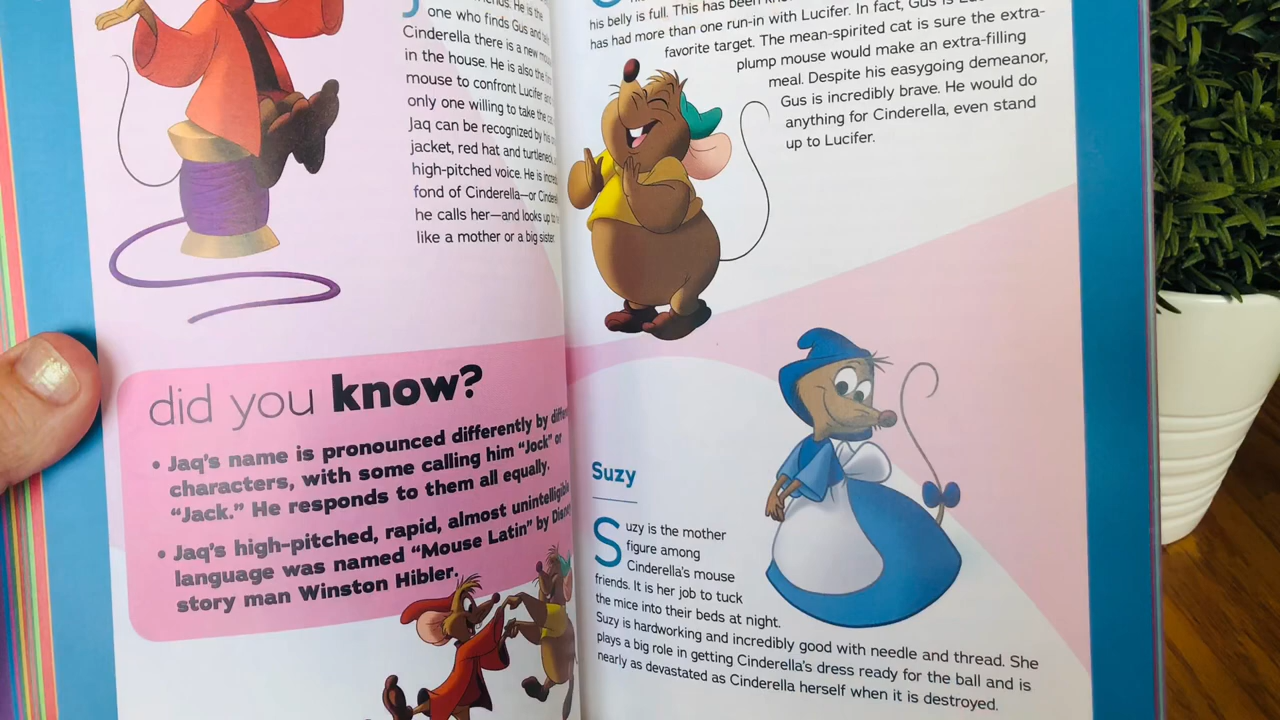 friends. He is the
one who finds Gus and
Cinderella there is a new
in the house. He is also the
mouse to confront Lucifer
only one willing to take the
Jaq can be recognized by his
jacket, red hat and turtleneck,
high-pitched voice. He is
fond of Cinderella—or
he calls her—and looks up to
like a mother or a big sister
did you know?
• Jaq's name is pronounced differently by
characters, with some calling him "Jock" or
"Jack." He responds to them all equally.
• Jaq's high-pitched, rapid, almost unintelligible
language was named "Mouse Latin" by
story man Winston Hibler.
his belly is full. This has been
has had more than one run-in with Lucifer. In fact, Gus is
favorite target. The mean-spirited cat is sure the extra-
plump mouse would make an extra-filling
meal. Despite his easygoing demeanor,
Gus is incredibly brave. He would do
anything for Cinderella, even stand
up to Lucifer.
Suzy
Suzy is the mother
figure among
Cinderella's mouse
friends. It is her job to tuck
the mice into their beds at night.
Suzy is hardworking and incredibly good with needle and thread. She
plays a big role in getting Cinderella's dress ready for the ball and is
nearly as devastated as Cinderella herself when it is destroyed.